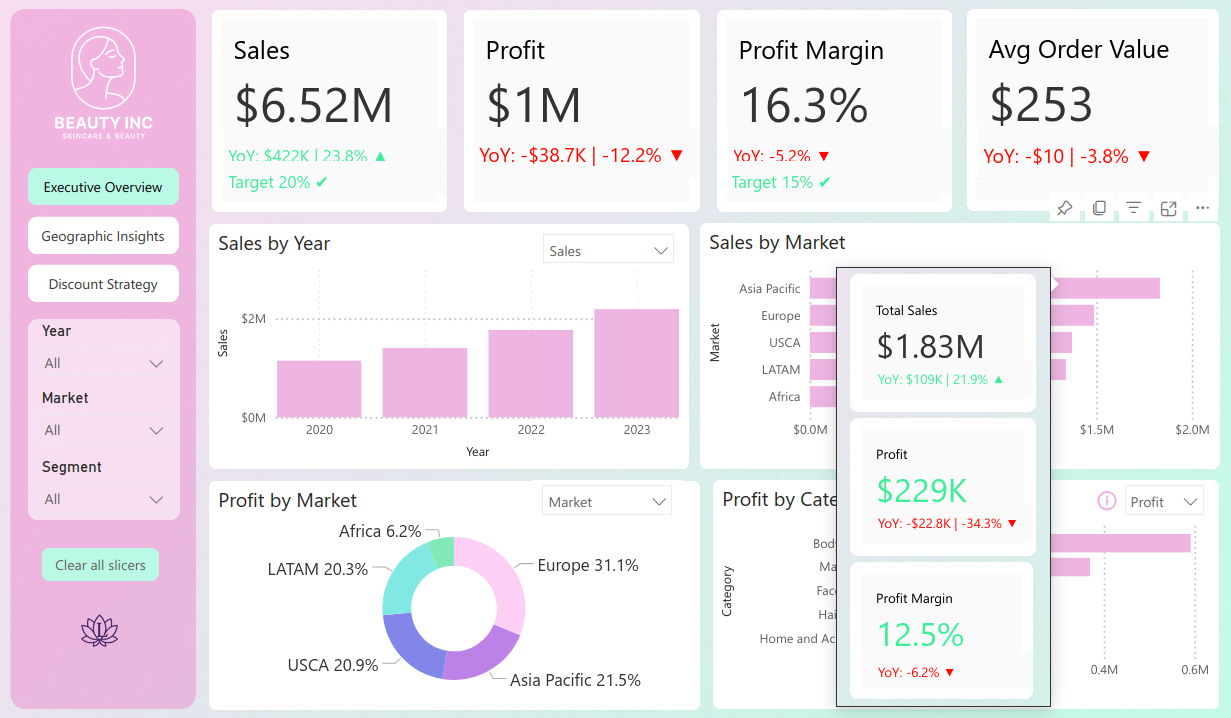 BEAUTY INC
SKINCARE & BEAUTY
Executive Overview
Geographic Insights
Discount Strategy
Year
All
Market
All
Segment
All
Clear all slicers
Sales
$6.52M
YoY: $422K | 23.8% ▲
Target 20% ✔
Profit
$1M
YoY: -$38.7K | -12.2% ▼
Profit Margin
16.3%
YoY: -5.2% ▼
Target 15% ✔
Avg Order Value
$253
YoY: -$10 | -3.8% ▼
Sales by Year
Sales
Sales
$2M
$0M
2020
2021
2022
2023
Year
Sales by Market
Market
Asia Pacific
Europe
USCA
LATAM
Africa
$0.0M
$1.5M
$2.0M
Total Sales
$1.83M
YoY: $109K | 21.9% ▲
Profit
$229K
YoY: -$22.8K | -34.3% ▼
Profit Margin
12.5%
YoY: -6.2% ▼
Profit by Market
Market
Africa 6.2%
LATAM 20.3%
Europe 31.1%
USCA 20.9%
Asia Pacific 21.5%
Profit by Cate
Profit
Category
Body
Ma
Face
Hai
Home and Ac
0.4M
0.6M